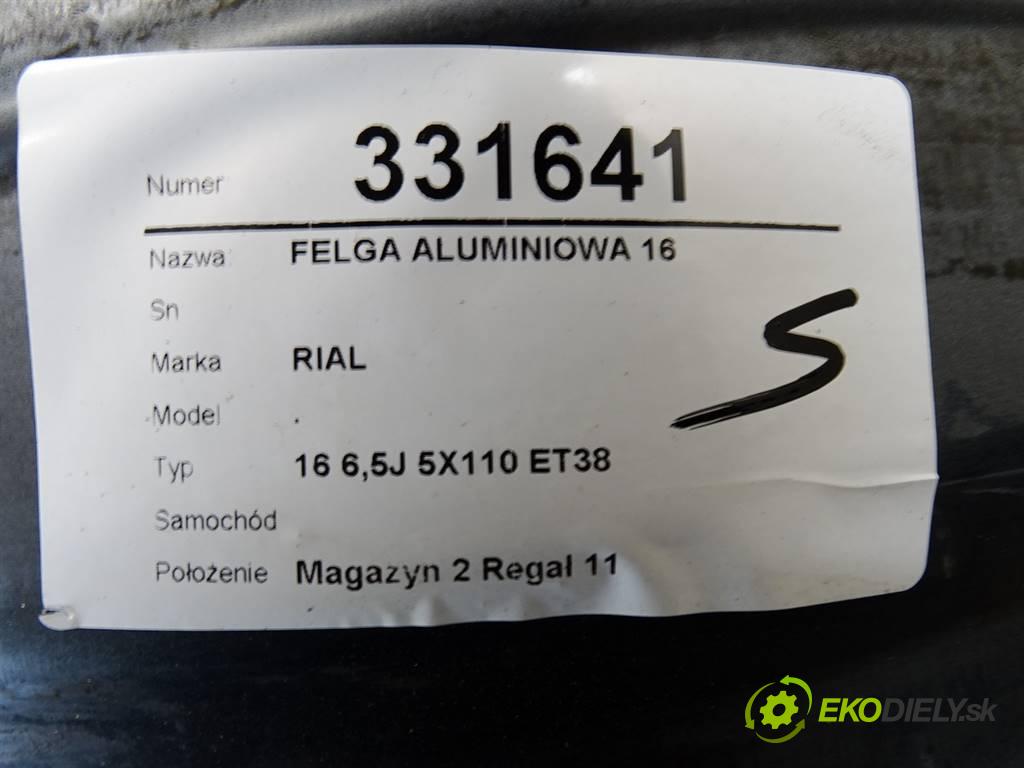 Numer 331641
Nazwa: FELGA ALUMINIOWA 16
Sn
Marka RIAL
Model .
Typ 16 6,5J 5X110 ET38
Samochód
Położenie Magazyn 2 Regał 11
S
EKODIELY.sk